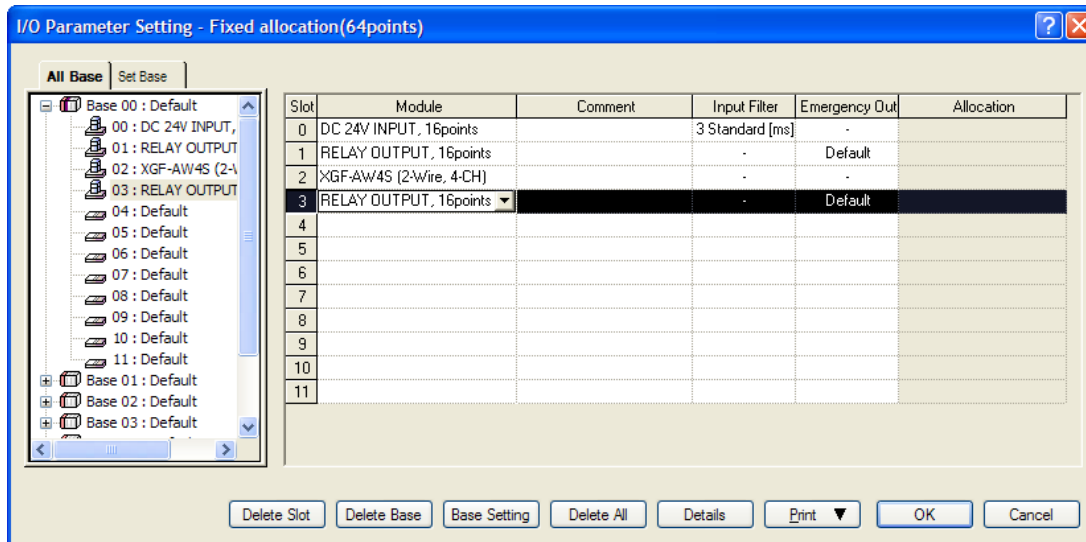 I/O Parameter Setting - Fixed allocation(64points)
All Base Set Base
Base 00 : Default
00 : DC 24V INPUT,
01 : RELAY OUTPUT
02 : XGF-AW4S (2-W
03 : RELAY OUTPUT
04 : Default
05 : Default
06 : Default
07 : Default
08 : Default
09 : Default
10 : Default
11 : Default
Base 01 : Default
Base 02 : Default
Base 03 : Default
Slot Module Comment Input Filter Emergency Out Allocation
0 DC 24V INPUT, 16points 3 Standard [ms] -
1 RELAY OUTPUT, 16points - Default
2 XGF-AW4S (2-Wire, 4-CH) - -
3 RELAY OUTPUT, 16points - Default
4
5
6
7
8
9
10
11
Delete Slot Delete Base Base Setting Delete All Details Print ▼ OK Cancel